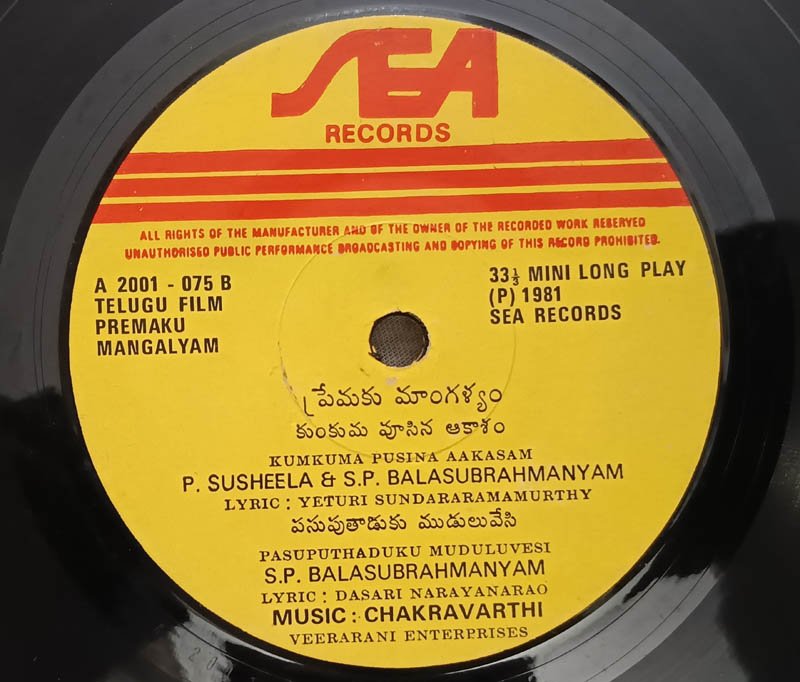 SEA
RECORDS
ALL RIGHTS OF THE MANUFACTURER AND OF THE OWNER OF THE RECORDED WORK RESERVED
UNAUTHORISED PUBLIC PERFORMANCE BROADCASTING AND COPYING OF THIS RECORD PROHIBITED.
A 2001 - 075 B
TELUGU FILM
PREMAKU
MANGALYAM
33⅓ MINI LONG PLAY
(P) 1981
SEA RECORDS
ప్రేమకు మాంగళ్యం
కుంకుమ పూసిన ఆకాశం
KUMKUMA PUSINA AAKASAM
P. SUSHEELA & S.P. BALASUBRAHMANYAM
LYRIC : YETURI SUNDARARAMAMURTHY
పసుపుతాడుకు ముడులువేసి
PASUPUTHADUKU MUDULUVESI
S.P. BALASUBRAHMANYAM
LYRIC : DASARI NARAYANARAO
MUSIC : CHAKRAVARTHI
VEERARANI ENTERPRISES